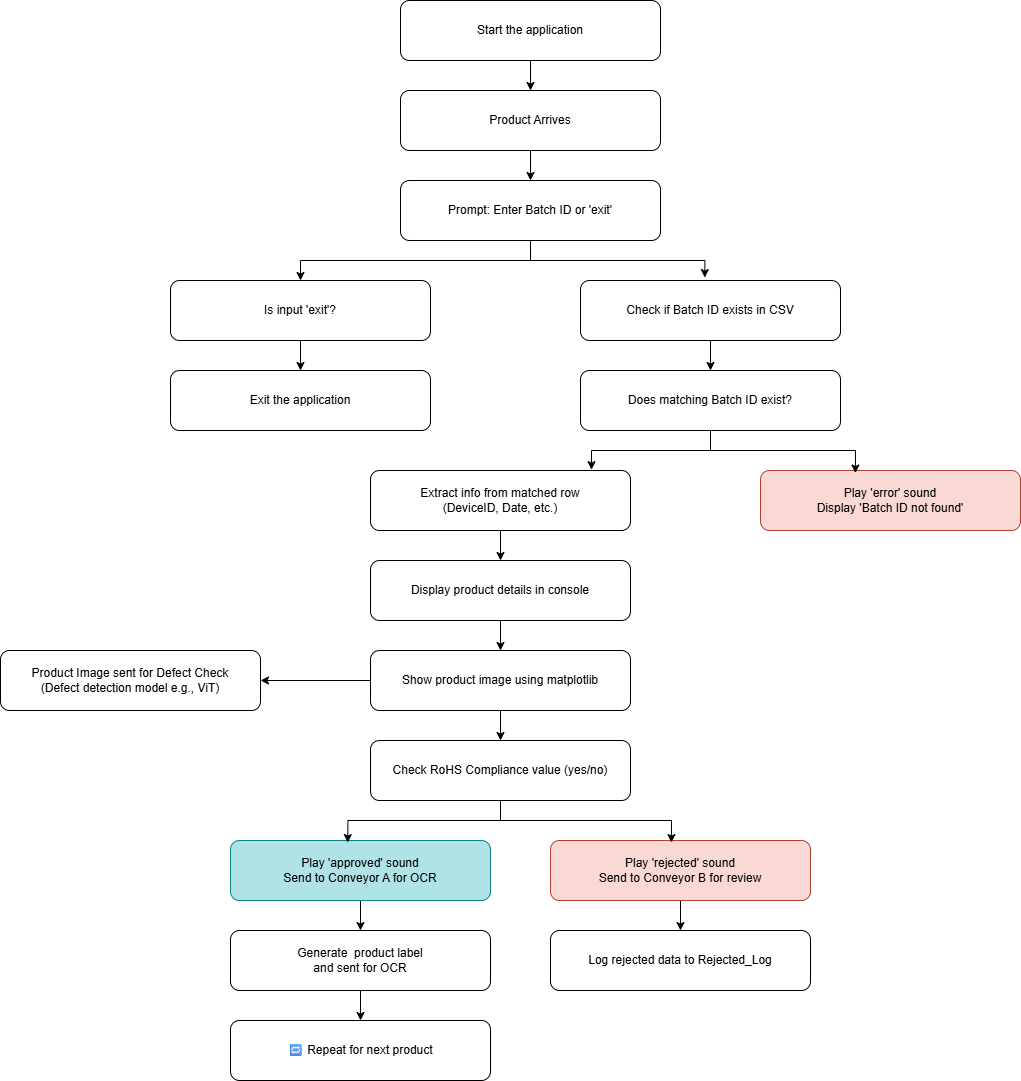 Start the application
Product Arrives
Prompt: Enter Batch ID or 'exit'
Is input 'exit'?
Check if Batch ID exists in CSV
Exit the application
Does matching Batch ID exist?
Extract info from matched row
(DeviceID, Date, etc.)
Play 'error' sound
Display 'Batch ID not found'
Display product details in console
Product Image sent for Defect Check
(Defect detection model e.g., ViT)
Show product image using matplotlib
Check RoHS Compliance value (yes/no)
Play 'approved' sound
Send to Conveyor A for OCR
Play 'rejected' sound
Send to Conveyor B for review
Generate  product label
and sent for OCR
Log rejected data to Rejected_Log
🔁 Repeat for next product